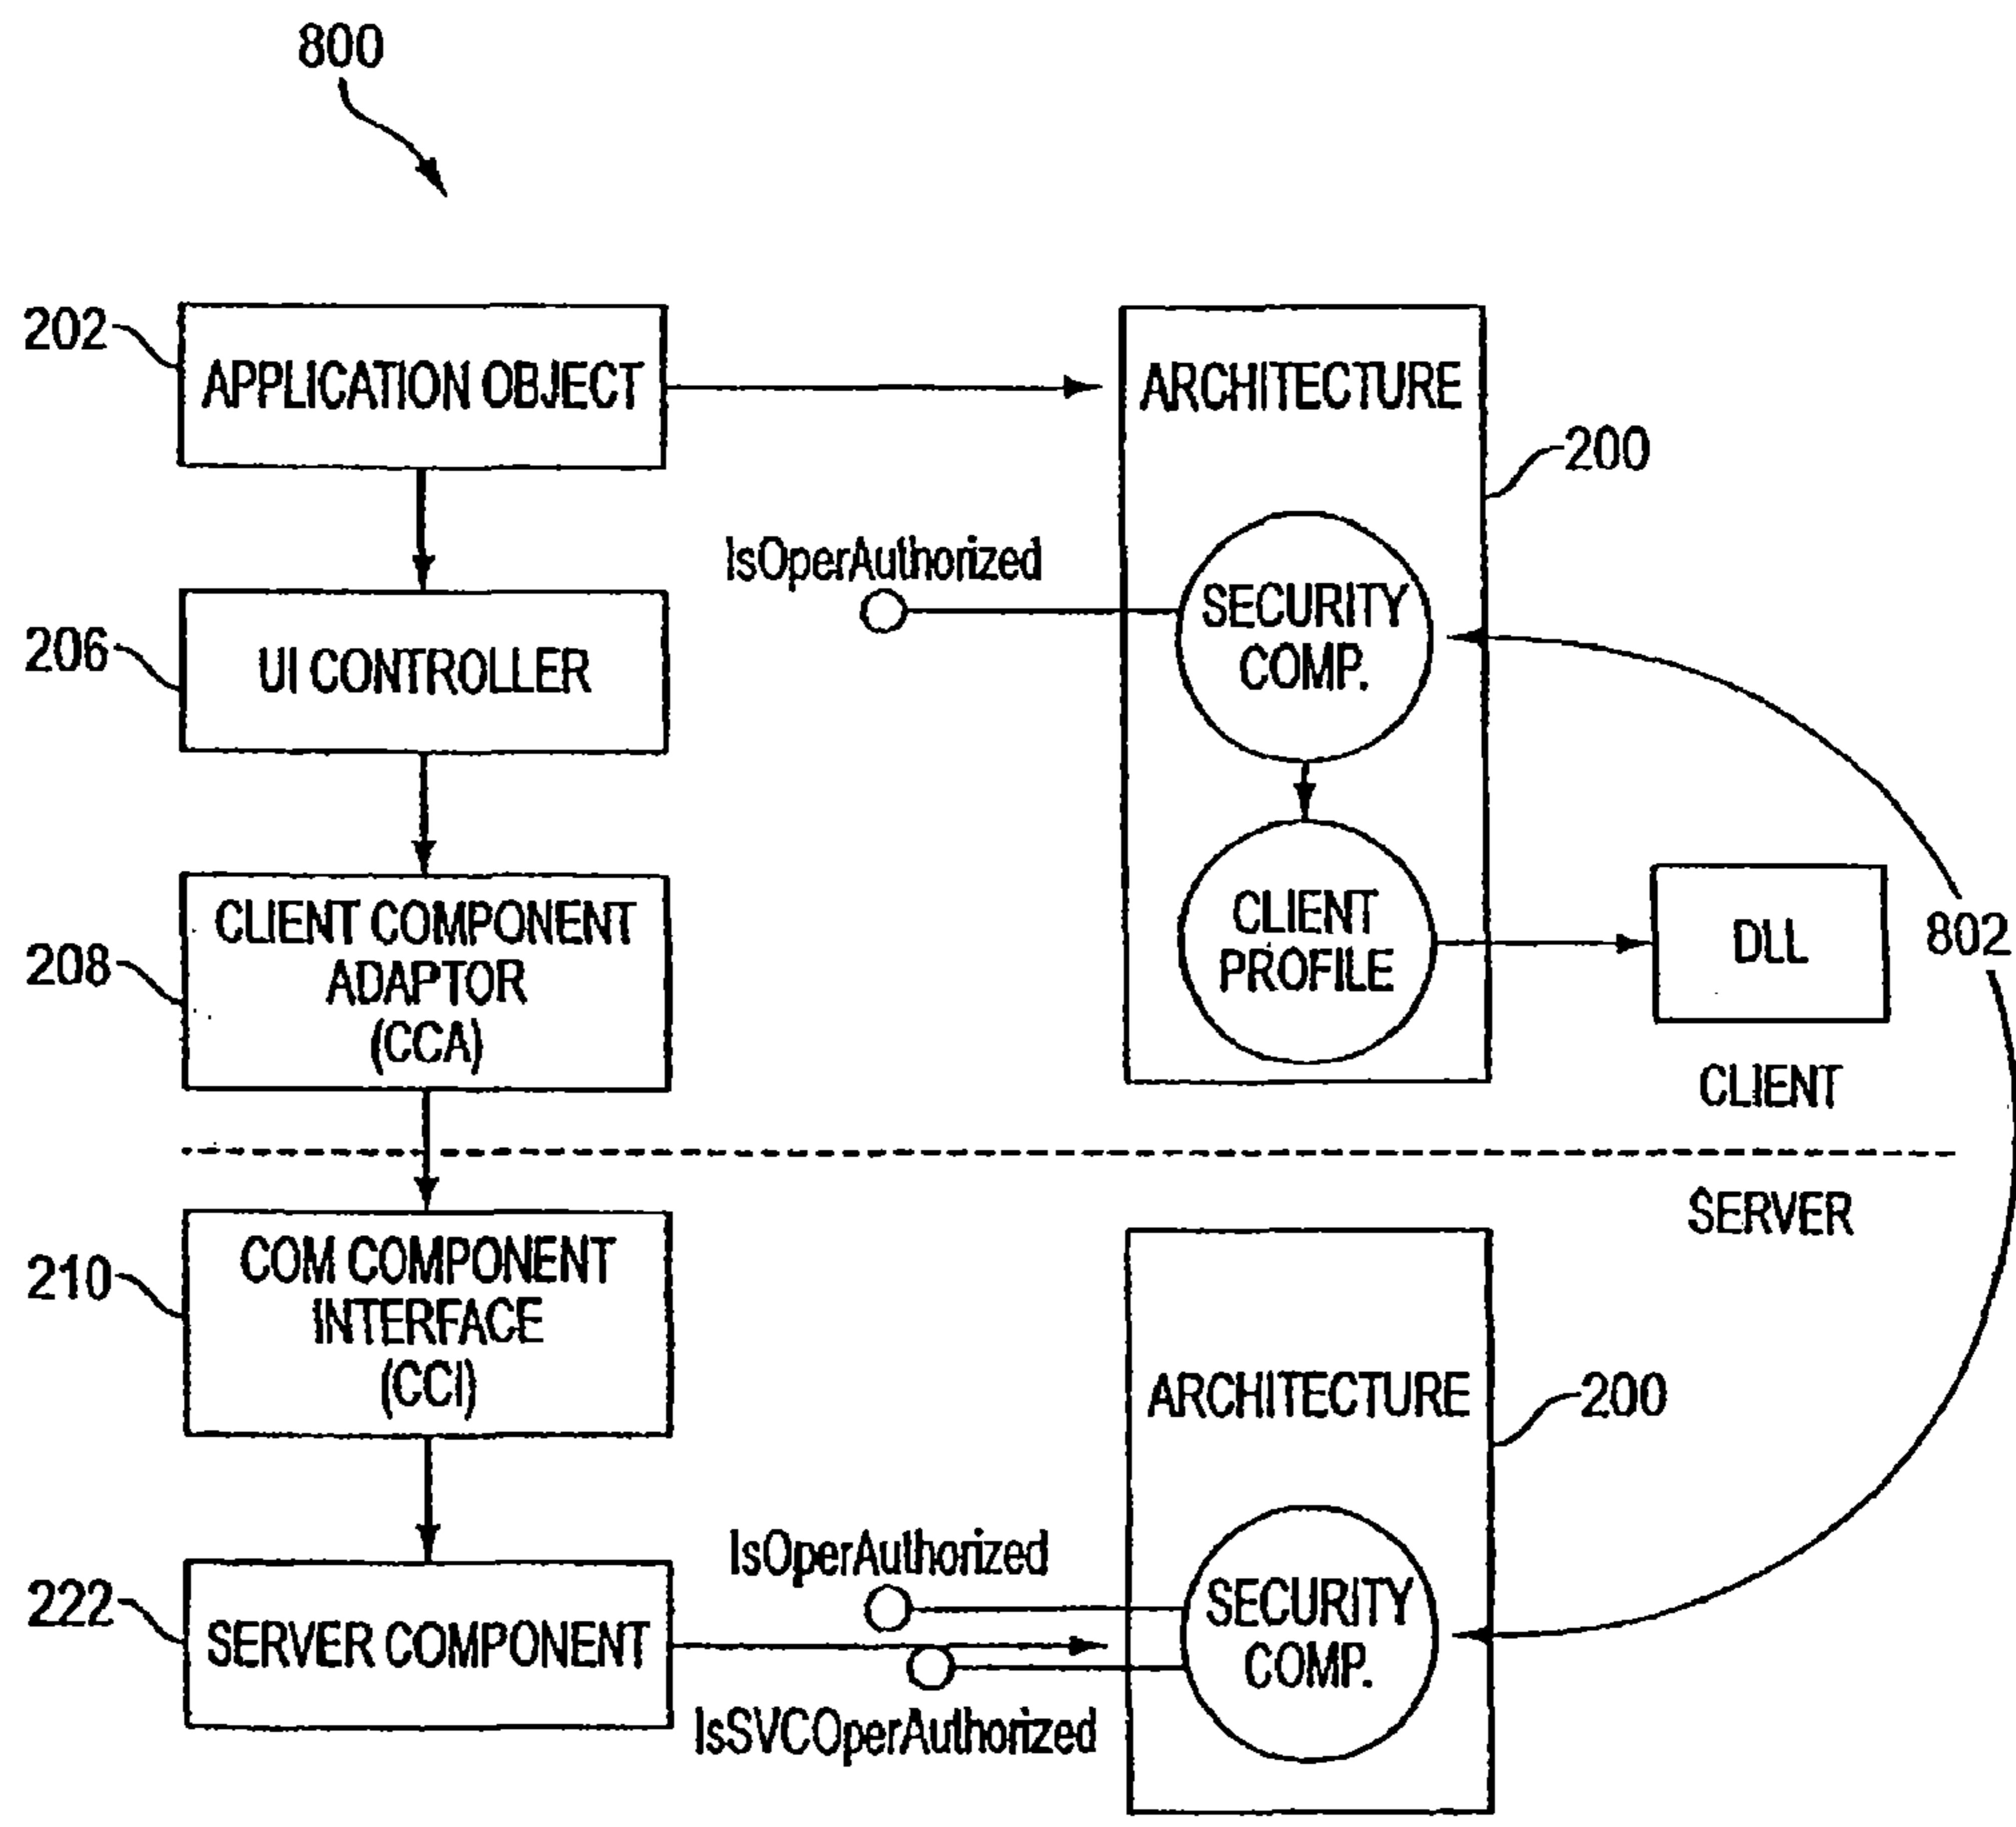 800
202
APPLICATION OBJECT
ARCHITECTURE
200
IsOperAuthorized
SECURITY
COMP.
206
UI CONTROLLER
CLIENT
PROFILE
DLL
802
208
CLIENT COMPONENT
ADAPTOR
(CCA)
CLIENT
SERVER
210
COM COMPONENT
INTERFACE
(CCI)
ARCHITECTURE
200
IsOperAuthorized
SECURITY
COMP.
222
SERVER COMPONENT
IsSVCOperAuthorized